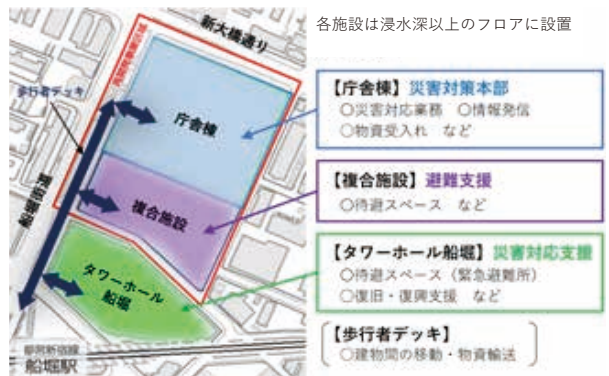 各施設は浸水深以上のフロアに設置
新大橋通り
歩行者デッキ
庁舎棟
複合施設
タワーホール
船堀
都営新宿線
船堀駅
【庁舎棟】災害対策本部
○災害対応業務 ○情報発信
○物資受入れ など
【複合施設】避難支援
○待避スペース など
【タワーホール船堀】災害対応支援
○待避スペース（緊急避難所）
○復旧・復興支援 など
【歩行者デッキ】
○建物間の移動・物資輸送